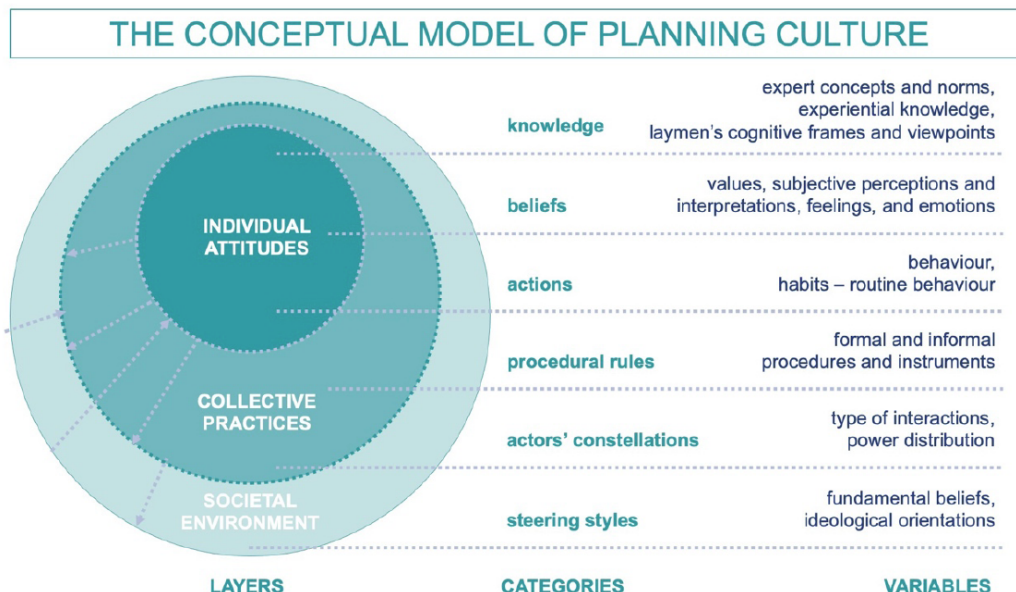 THE CONCEPTUAL MODEL OF PLANNING CULTURE
INDIVIDUAL
ATTITUDES
COLLECTIVE
PRACTICES
SOCIETAL
ENVIRONMENT
LAYERS
knowledge
expert concepts and norms,
experiential knowledge,
laymen's cognitive frames and viewpoints
beliefs
values, subjective perceptions and
interpretations, feelings, and emotions
actions
behaviour,
habits – routine behaviour
procedural rules
formal and informal
procedures and instruments
actors' constellations
type of interactions,
power distribution
steering styles
fundamental beliefs,
ideological orientations
CATEGORIES
VARIABLES